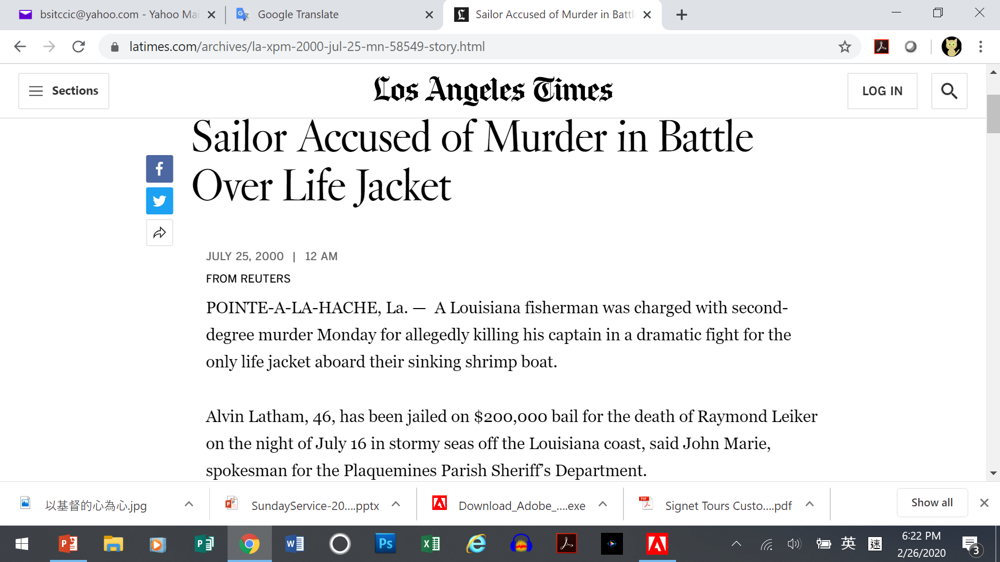 bsitccic@yahoo.com - Yahoo Mai
Google Translate
Sailor Accused of Murder in Battl
latimes.com/archives/la-xpm-2000-jul-25-mn-58549-story.html
Sections
Los Angeles Times
LOG IN
Sailor Accused of Murder in Battle
Over Life Jacket
JULY 25, 2000 | 12 AM
FROM REUTERS
POINTE-A-LA-HACHE, La. — A Louisiana fisherman was charged with second-
degree murder Monday for allegedly killing his captain in a dramatic fight for the
only life jacket aboard their sinking shrimp boat.
Alvin Latham, 46, has been jailed on $200,000 bail for the death of Raymond Leiker
on the night of July 16 in stormy seas off the Louisiana coast, said John Marie,
spokesman for the Plaquemines Parish Sheriff’s Department.
以基督的心為心.jpg
SundayService-20....pptx
Download_Adobe_....exe
Signet Tours Custo....pdf
Show all
英
速
6:22 PM
2/26/2020
3